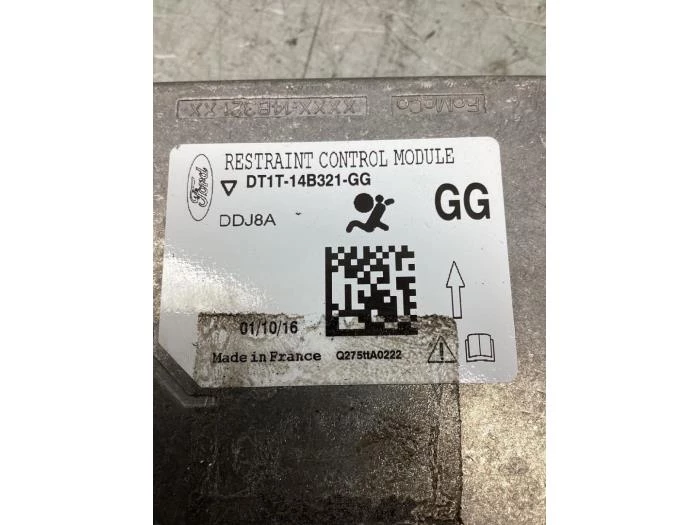 XXXX-14B321-XX
FoMoCo
Ford
RESTRAINT CONTROL MODULE
DT1T-14B321-GG
DDJ8A
GG
01/10/16
Made in France
Q275ttA0222